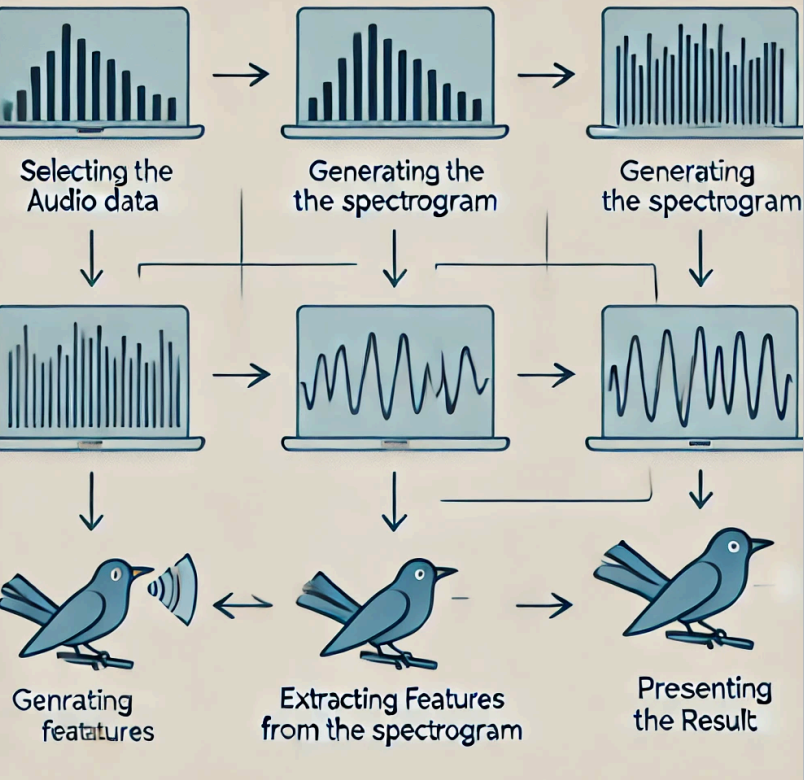 Selecting the
Audio data
Generating the
the spectrogram
Generating
the spectrogram
Genrating
featatures
Extracting Features
from the spectrogram
Presenting
the Result